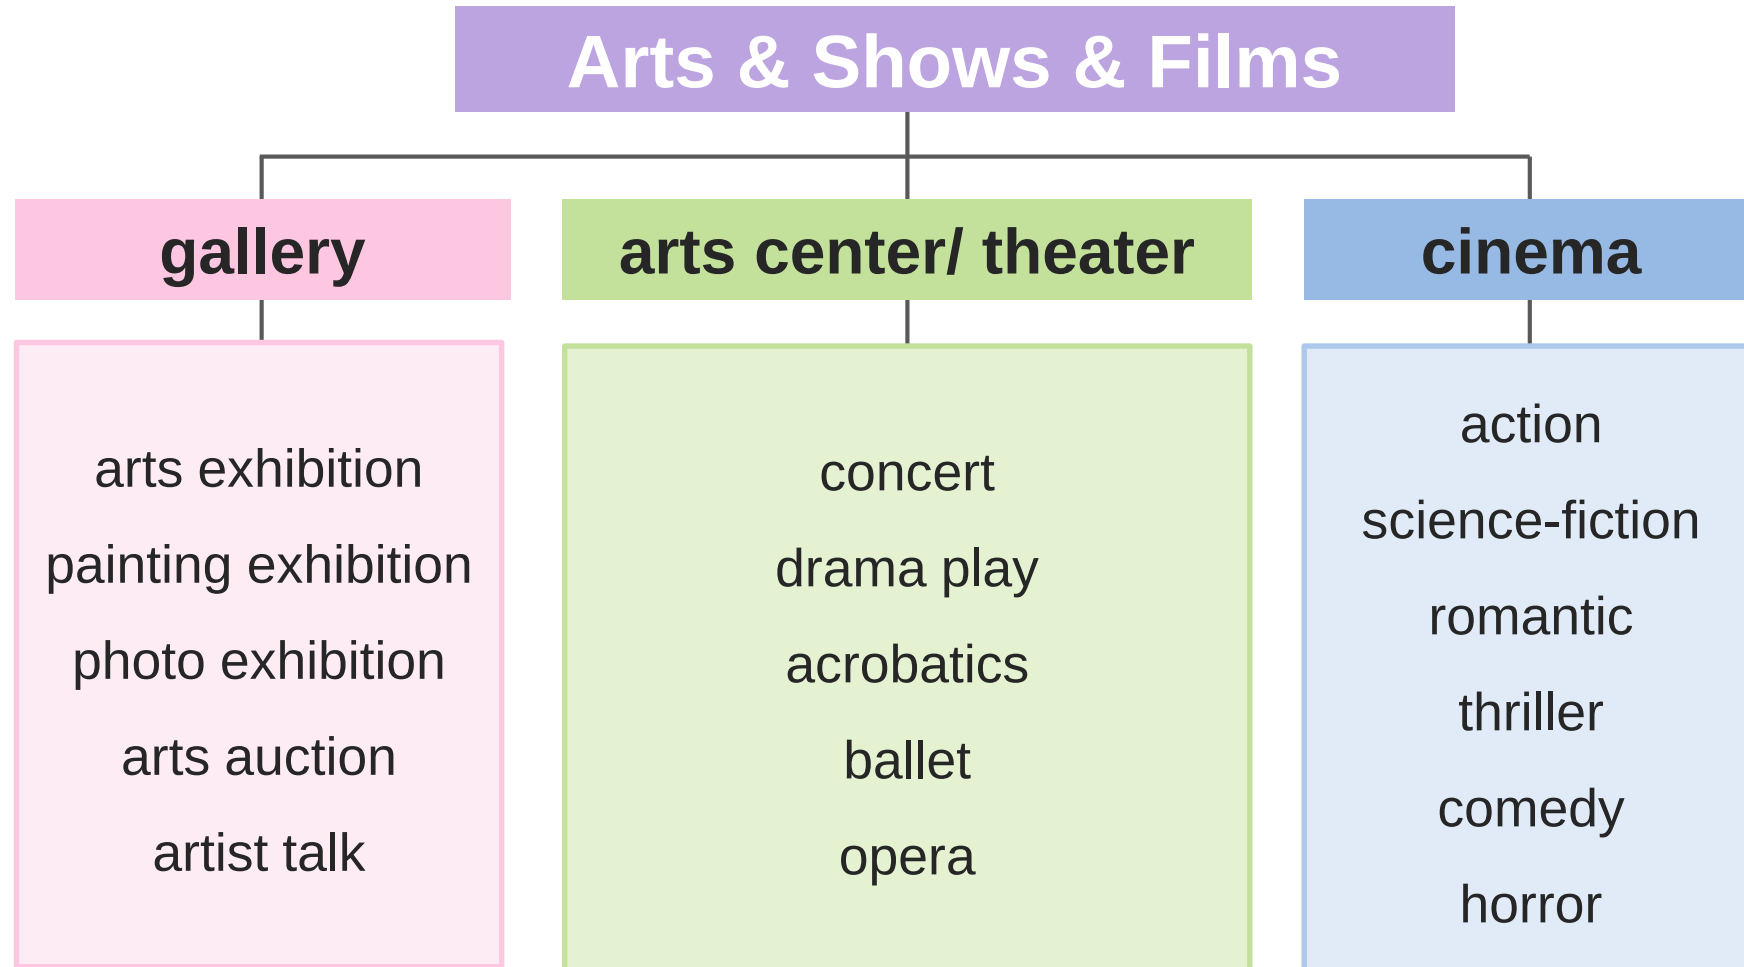 Arts & Shows & Films
gallery
arts exhibition
painting exhibition
photo exhibition
arts auction
artist talk
arts center/ theater
concert
drama play
acrobatics
ballet
opera
cinema
action
science-fiction
romantic
thriller
comedy
horror